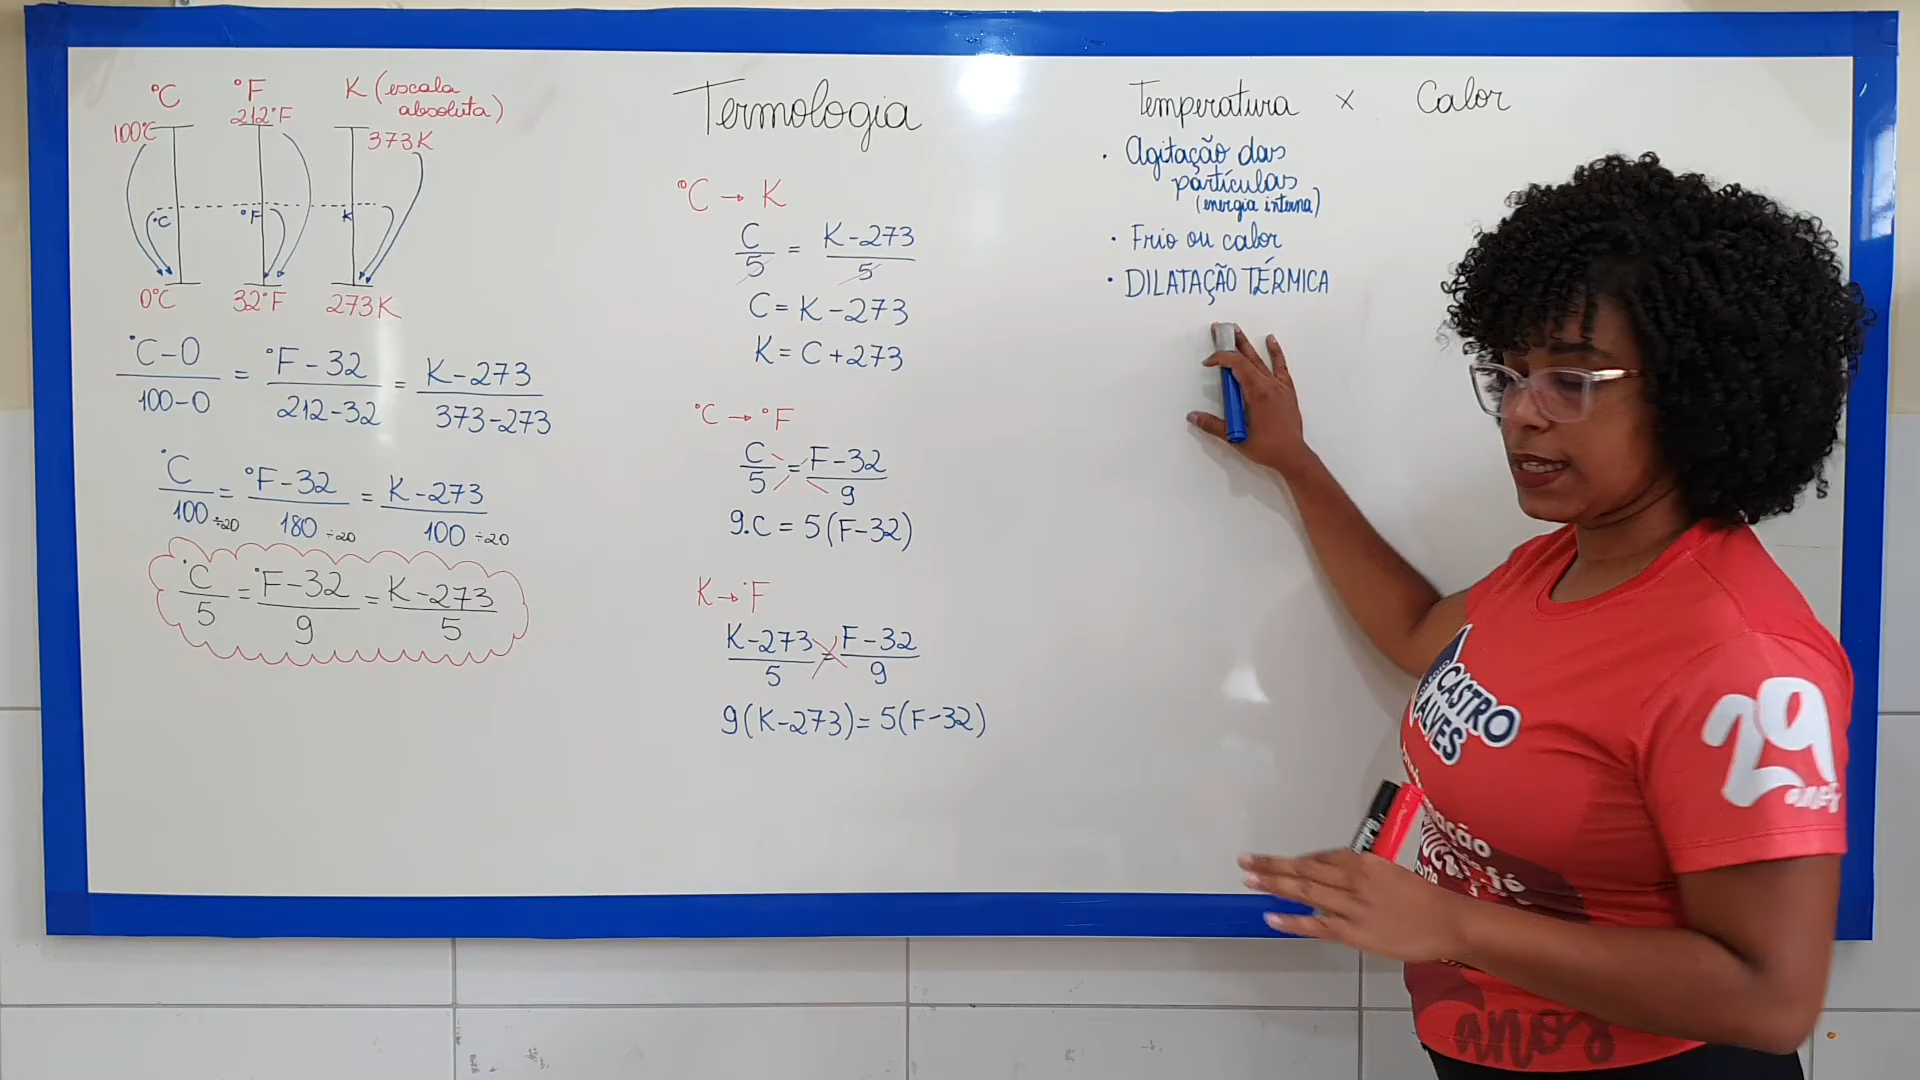 °C °F K (escala absoluta)
100°C 212°F 373K
°C °F K
0°C 32°F 273K
°C-0 / 100-0 = °F-32 / 212-32 = K-273 / 373-273
°C / 100 ÷20 = °F-32 / 180 ÷20 = K-273 / 100 ÷20
°C / 5 = °F-32 / 9 = K-273 / 5
Termologia
°C → K
C / 5 = K-273 / 5
C = K-273
K = C+273
°C → °F
C / 5 = F-32 / 9
9.C = 5(F-32)
K → °F
K-273 / 5 = F-32 / 9
9(K-273) = 5(F-32)
Temperatura x Calor
· Agitação das
partículas
(energia interna)
· Frio ou calor
· DILATAÇÃO TÉRMICA
COLÉGIO
CASTRO
ALVES
29
anos
anos